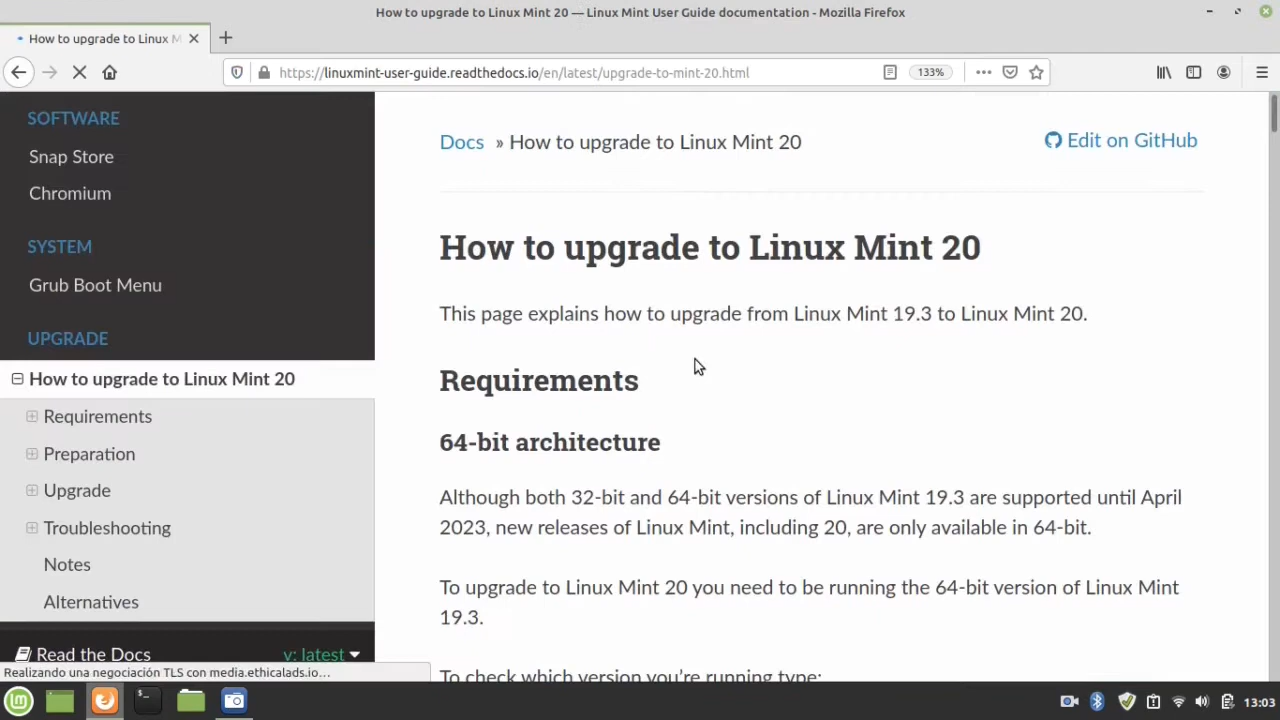 How to upgrade to Linux Mint 20 — Linux Mint User Guide documentation - Mozilla Firefox
How to upgrade to Linux M
https://linuxmint-user-guide.readthedocs.io/en/latest/upgrade-to-mint-20.html
133%
SOFTWARE
Snap Store
Chromium
SYSTEM
Grub Boot Menu
UPGRADE
How to upgrade to Linux Mint 20
Requirements
Preparation
Upgrade
Troubleshooting
Notes
Alternatives
Read the Docs
v: latest
Docs » How to upgrade to Linux Mint 20
Edit on GitHub
How to upgrade to Linux Mint 20
This page explains how to upgrade from Linux Mint 19.3 to Linux Mint 20.
Requirements
64-bit architecture
Although both 32-bit and 64-bit versions of Linux Mint 19.3 are supported until April
2023, new releases of Linux Mint, including 20, are only available in 64-bit.
To upgrade to Linux Mint 20 you need to be running the 64-bit version of Linux Mint
19.3.
To check which version you're running type:
Realizando una negociación TLS con media.ethicalads.io…
13:03